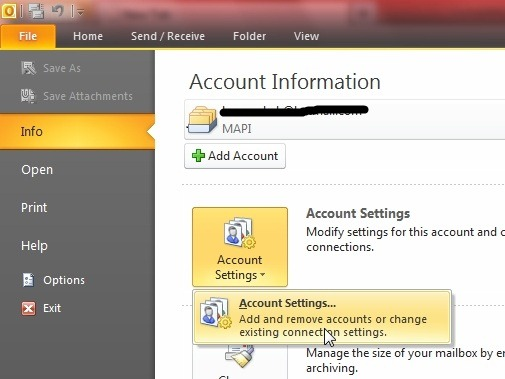 File Home Send / Receive Folder View
Save As
Save Attachments
Info
Open
Print
Help
Options
Exit
Account Information
MAPI
Add Account
Account Settings
Account Settings
Modify settings for this account and c
connections.
Account Settings...
Add and remove accounts or change
existing connection settings.
Manage the size of your mailbox by en
archiving.